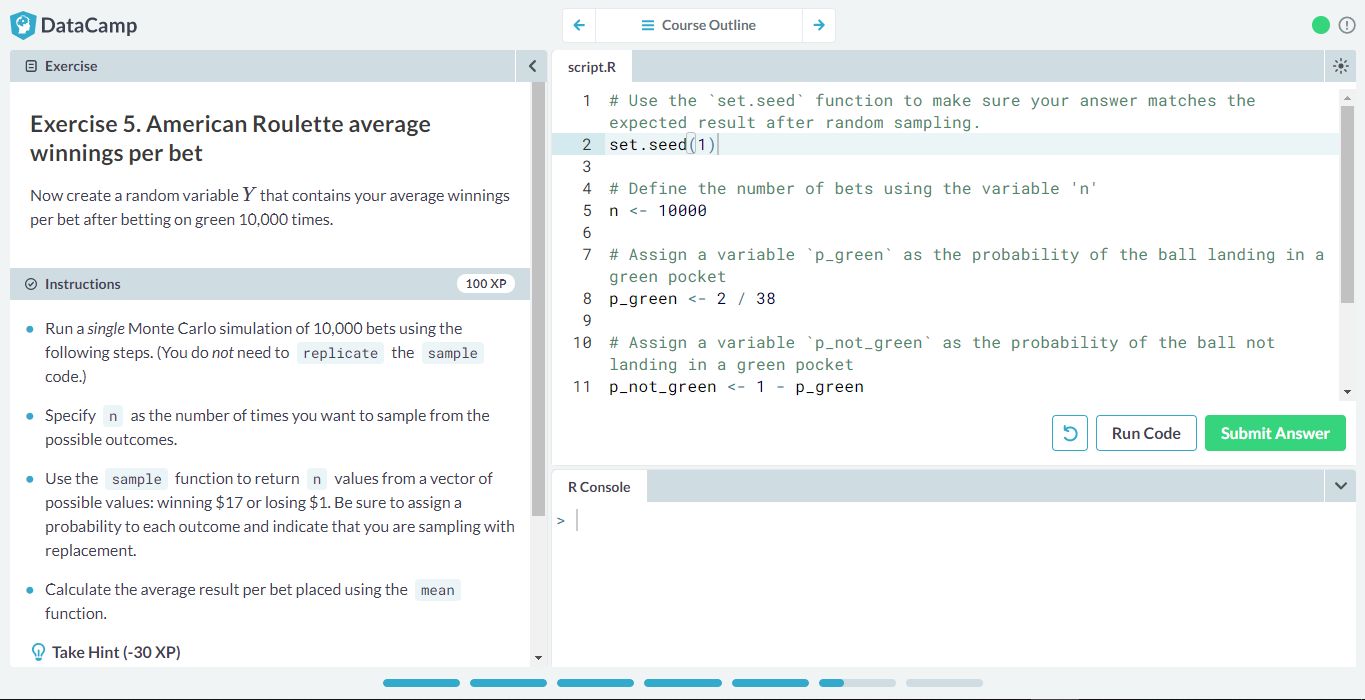 DataCamp
Course Outline
Exercise
Exercise 5. American Roulette average
winnings per bet
Now create a random variable Y that contains your average winnings
per bet after betting on green 10,000 times.
Instructions
100 XP
Run a single Monte Carlo simulation of 10,000 bets using the
following steps. (You do not need to replicate the sample
code.)
Specify n as the number of times you want to sample from the
possible outcomes.
Use the sample function to return n values from a vector of
possible values: winning $17 or losing $1. Be sure to assign a
probability to each outcome and indicate that you are sampling with
replacement.
Calculate the average result per bet placed using the mean
function.
Take Hint (-30 XP)
script.R
1 # Use the `set.seed` function to make sure your answer matches the
expected result after random sampling.
2 set.seed(1)
3
4 # Define the number of bets using the variable 'n'
5 n <- 10000
6
7 # Assign a variable `p_green` as the probability of the ball landing in a
green pocket
8 p_green <- 2 / 38
9
10 # Assign a variable `p_not_green` as the probability of the ball not
landing in a green pocket
11 p_not_green <- 1 - p_green
Run Code
Submit Answer
R Console
>